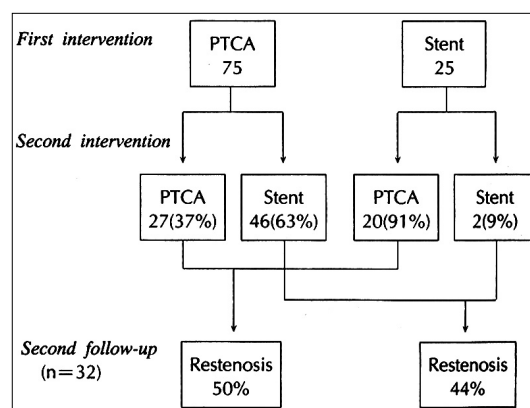 First intervention
PTCA
75
Stent
25
Second intervention
PTCA
27(37%)
Stent
46(63%)
PTCA
20(91%)
Stent
2(9%)
Second follow-up
(n=32)
Restenosis
50%
Restenosis
44%